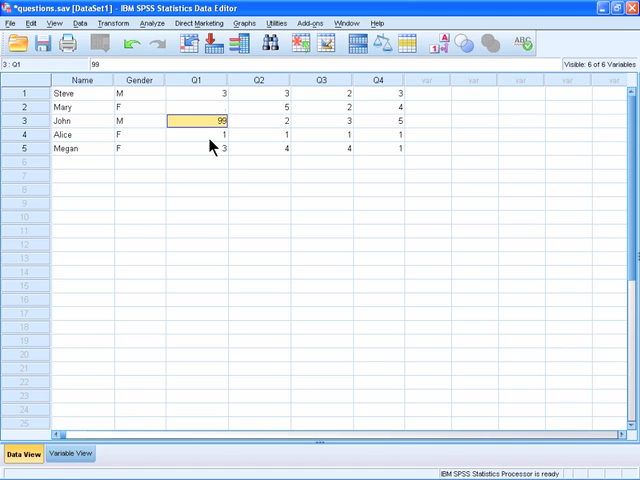 *questions.sav [DataSet1] - IBM SPSS Statistics Data Editor
File Edit View Data Transform Analyze Direct Marketing Graphs Utilities Add-ons Window Help
3 : Q1 99 Visible: 6 of 6 Variables
Name Gender Q1 Q2 Q3 Q4 var var var var var
1 Steve M 3 3 2 3
2 Mary F . 5 2 4
3 John M 99 2 3 5
4 Alice F 1 1 1 1
5 Megan F 3 4 4 1
6
7
8
9
10
11
12
13
14
15
16
17
18
19
20
21
22
23
24
25
Data View Variable View
IBM SPSS Statistics Processor is ready